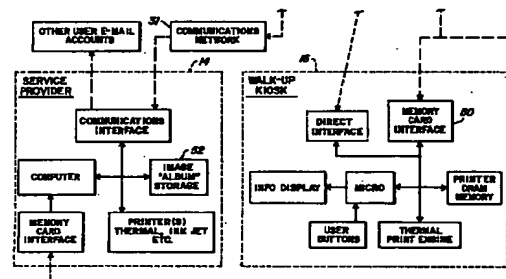 OTHER USER E-MAIL
ACCOUNTS
31
COMMUNICATIONS
NETWORK
14
SERVICE
PROVIDER
COMMUNICATIONS
INTERFACE
COMPUTER
52
IMAGE
"ALBUM"
STORAGE
MEMORY
CARD
INTERFACE
PRINTER(S)
THERMAL, INK JET
ETC.
16
WALK-UP
KIOSK
DIRECT
INTERFACE
MEMORY
CARD
INTERFACE
50
INFO DISPLAY
MICRO
PRINTER
DRAM
MEMORY
USER
BUTTONS
THERMAL
PRINT ENGINE